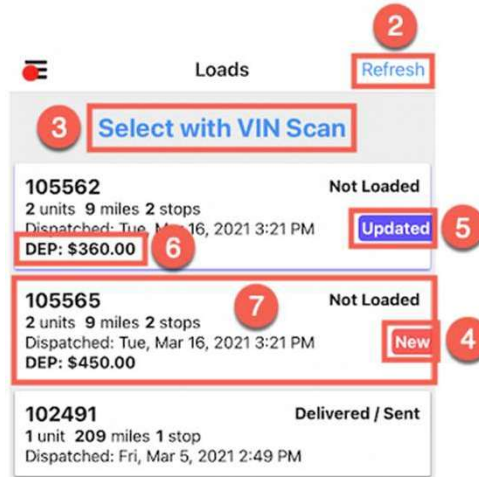 2
Loads Refresh
3 Select with VIN Scan
105562 Not Loaded
2 units 9 miles 2 stops
Dispatched: Tue, Mar 16, 2021 3:21 PM Updated 5
DEP: $360.00 6
105565 7 Not Loaded
2 units 9 miles 2 stops
Dispatched: Tue, Mar 16, 2021 3:21 PM New 4
DEP: $450.00
102491 Delivered / Sent
1 unit 209 miles 1 stop
Dispatched: Fri, Mar 5, 2021 2:49 PM